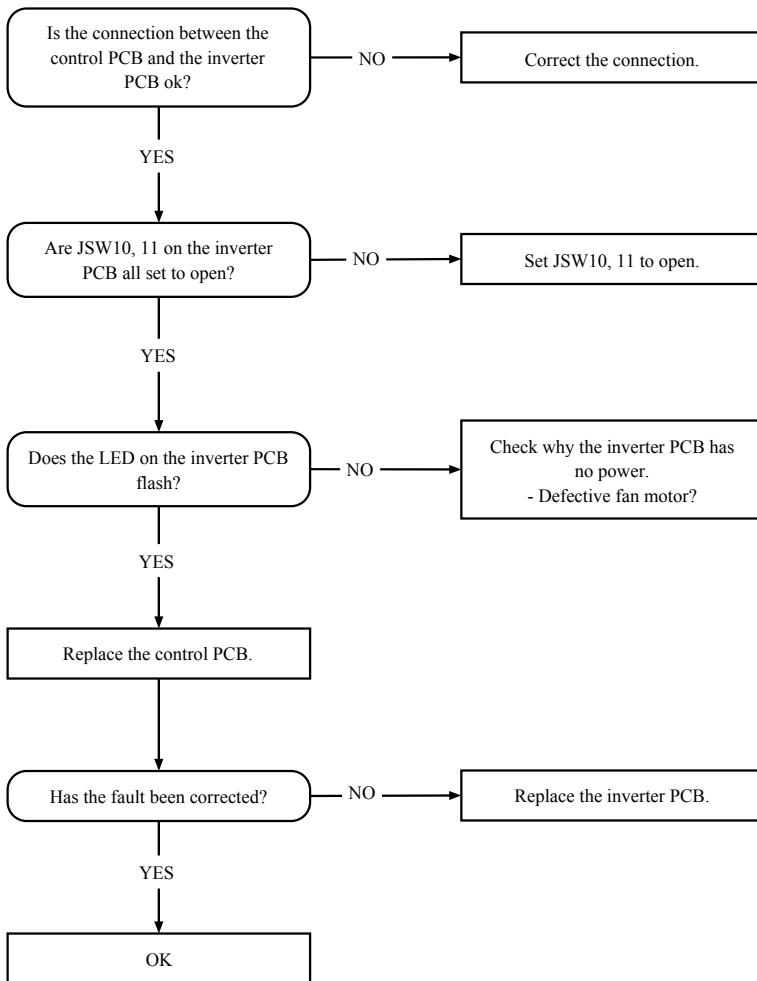 Is the connection between the
control PCB and the inverter
PCB ok?
NO
Correct the connection.
YES
Are JSW10, 11 on the inverter
PCB all set to open?
NO
Set JSW10, 11 to open.
YES
Does the LED on the inverter PCB
flash?
NO
Check why the inverter PCB has
no power.
- Defective fan motor?
YES
Replace the control PCB.
Has the fault been corrected?
NO
Replace the inverter PCB.
YES
OK